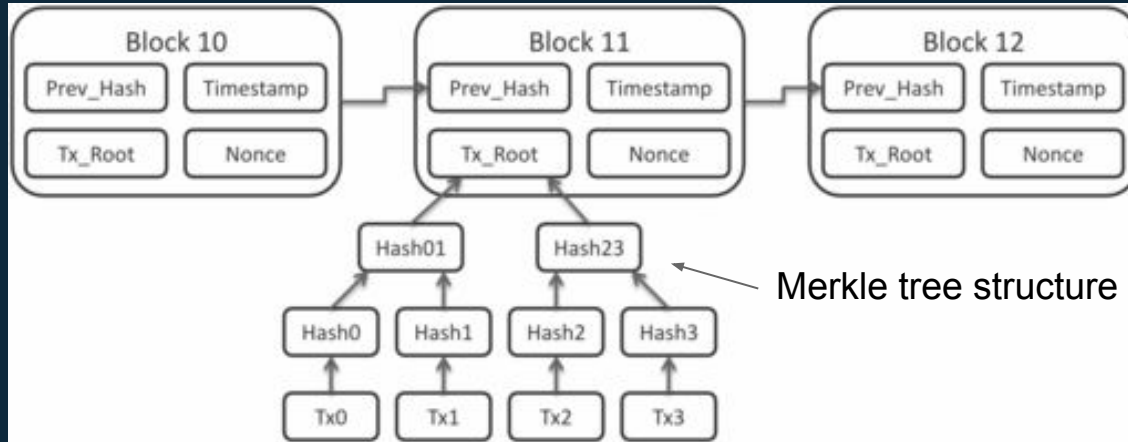 Block 10
Block 11
Block 12
Prev_Hash
Timestamp
Prev_Hash
Timestamp
Prev_Hash
Timestamp
Tx_Root
Nonce
Tx_Root
Nonce
Tx_Root
Nonce
Hash01
Hash23
Merkle tree structure
Hash0
Hash1
Hash2
Hash3
Tx0
Tx1
Tx2
Tx3